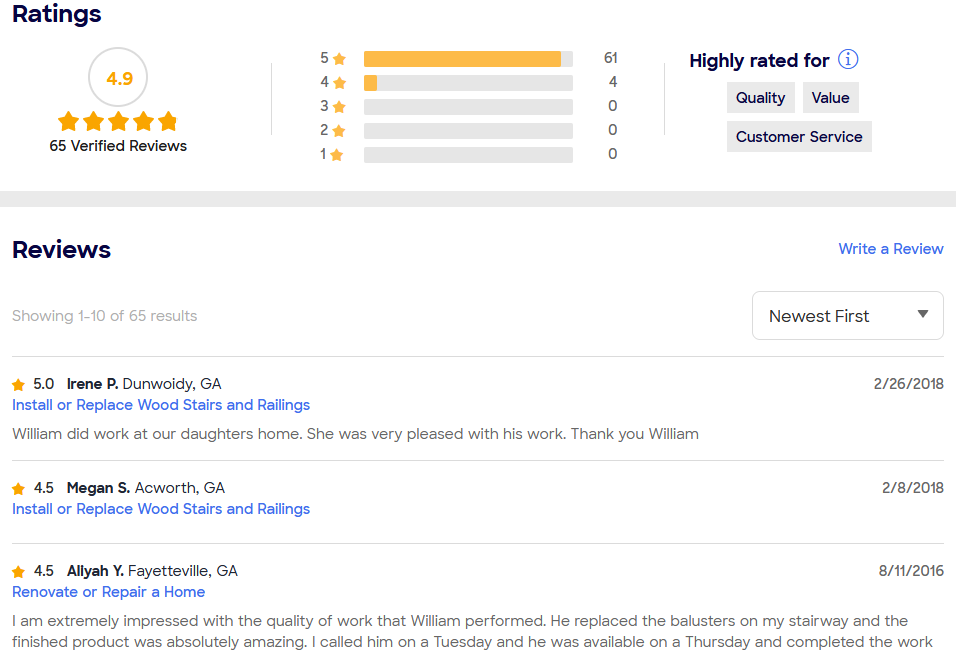 Ratings
4.9
65 Verified Reviews
5 61
4 4
3 0
2 0
1 0
Highly rated for
Quality Value
Customer Service
Reviews
Write a Review
Showing 1-10 of 65 results
Newest First
5.0 Irene P. Dunwoidy, GA 2/26/2018
Install or Replace Wood Stairs and Railings
William did work at our daughters home. She was very pleased with his work. Thank you William
4.5 Megan S. Acworth, GA 2/8/2018
Install or Replace Wood Stairs and Railings
4.5 Aliyah Y. Fayetteville, GA 8/11/2016
Renovate or Repair a Home
I am extremely impressed with the quality of work that William performed. He replaced the balusters on my stairway and the
finished product was absolutely amazing. I called him on a Tuesday and he was available on a Thursday and completed the work